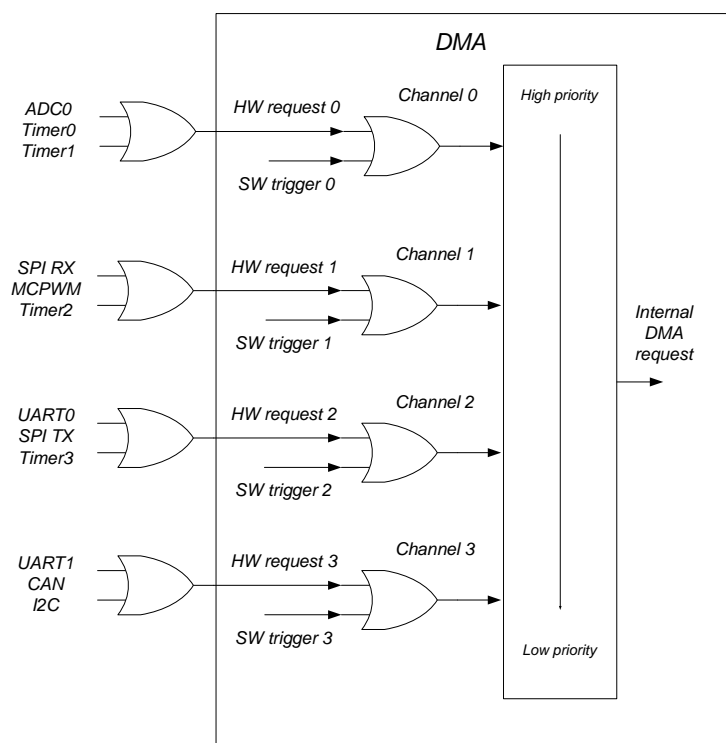 DMA
ADC0
Timer0
Timer1
HW request 0
SW trigger 0
Channel 0
SPI RX
MCPWM
Timer2
HW request 1
SW trigger 1
Channel 1
UART0
SPI TX
Timer3
HW request 2
SW trigger 2
Channel 2
UART1
CAN
I2C
HW request 3
SW trigger 3
Channel 3
High priority
Low priority
Internal
DMA
request